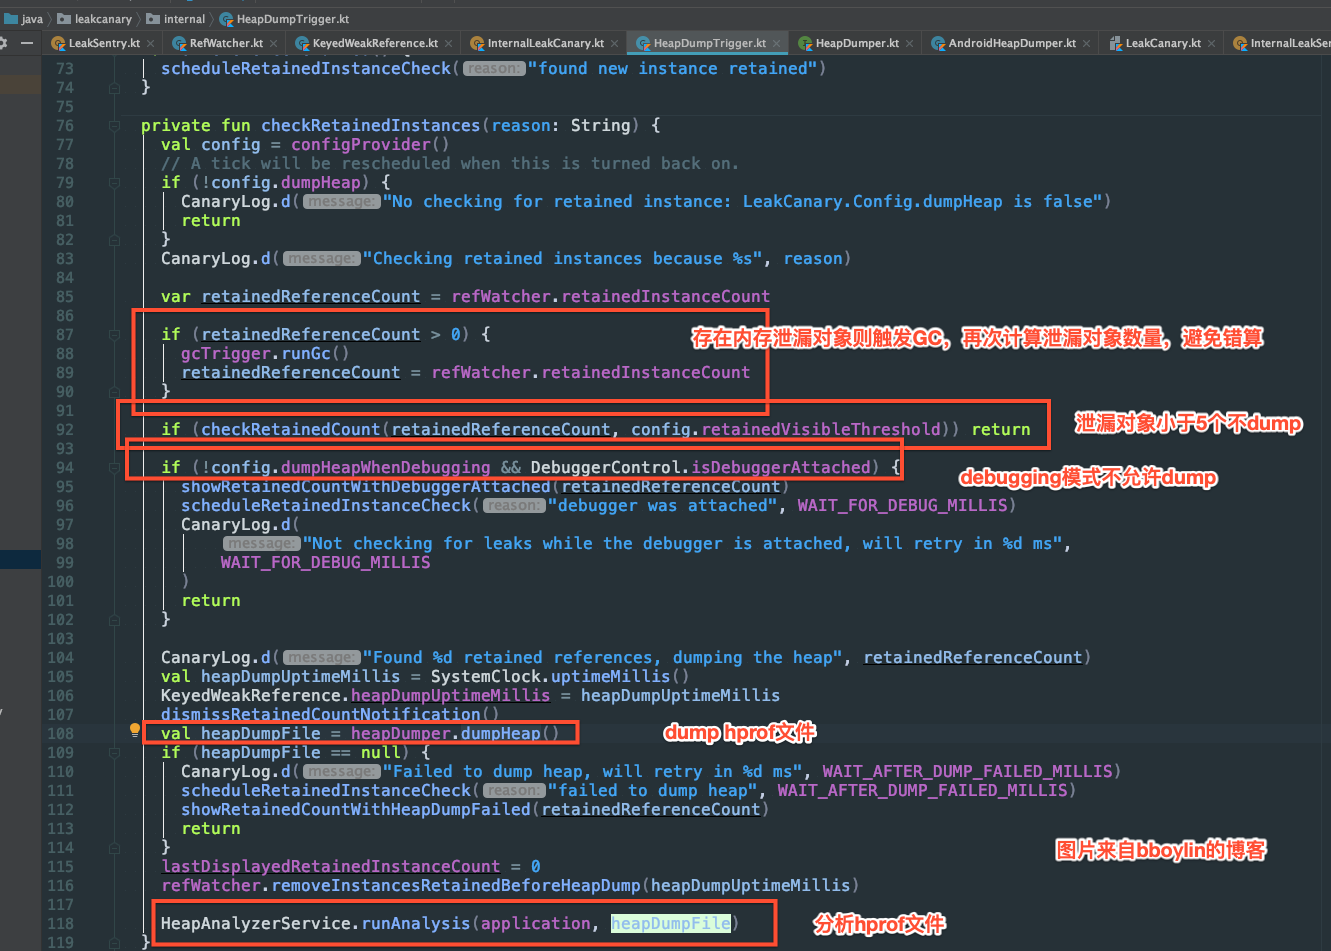 java leakcanary internal HeapDumpTrigger.kt
LeakSentry.kt RefWatcher.kt KeyedWeakReference.kt InternalLeakCanary.kt HeapDumpTrigger.kt HeapDumper.kt AndroidHeapDumper.kt LeakCanary.kt InternalLeakSer
73 scheduleRetainedInstanceCheck( reason: "found new instance retained")
74 }
75
76 private fun checkRetainedInstances(reason: String) {
77 val config = configProvider()
78 // A tick will be rescheduled when this is turned back on.
79 if (!config.dumpHeap) {
80 CanaryLog.d( message: "No checking for retained instance: LeakCanary.Config.dumpHeap is false")
81 return
82 }
83 CanaryLog.d( message: "Checking retained instances because %s", reason)
84
85 var retainedReferenceCount = refWatcher.retainedInstanceCount
86
87 if (retainedReferenceCount > 0) { 存在内存泄漏对象则触发GC，再次计算泄漏对象数量，避免错算
88 gcTrigger.runGc()
89 retainedReferenceCount = refWatcher.retainedInstanceCount
90 }
91
92 if (checkRetainedCount(retainedReferenceCount, config.retainedVisibleThreshold)) return 泄漏对象小于5个不dump
93
94 if (!config.dumpHeapWhenDebugging && DebuggerControl.isDebuggerAttached) { debugging模式不允许dump
95 showRetainedCountWithDebuggerAttached(retainedReferenceCount)
96 scheduleRetainedInstanceCheck( reason: "debugger was attached", WAIT_FOR_DEBUG_MILLIS)
97 CanaryLog.d(
98 message: "Not checking for leaks while the debugger is attached, will retry in %d ms",
99 WAIT_FOR_DEBUG_MILLIS
100 )
101 return
102 }
103
104 CanaryLog.d( message: "Found %d retained references, dumping the heap", retainedReferenceCount)
105 val heapDumpUptimeMillis = SystemClock.uptimeMillis()
106 KeyedWeakReference.heapDumpUptimeMillis = heapDumpUptimeMillis
107 dismissRetainedCountNotification()
108 val heapDumpFile = heapDumper.dumpHeap() dump hprof文件
109 if (heapDumpFile == null) {
110 CanaryLog.d( message: "Failed to dump heap, will retry in %d ms", WAIT_AFTER_DUMP_FAILED_MILLIS)
111 scheduleRetainedInstanceCheck( reason: "failed to dump heap", WAIT_AFTER_DUMP_FAILED_MILLIS)
112 showRetainedCountWithHeapDumpFailed(retainedReferenceCount)
113 return
114 } 图片来自bboylin的博客
115 lastDisplayedRetainedInstanceCount = 0
116 refWatcher.removeInstancesRetainedBeforeHeapDump(heapDumpUptimeMillis)
117
118 HeapAnalyzerService.runAnalysis(application, heapDumpFile) 分析hprof文件
119 }